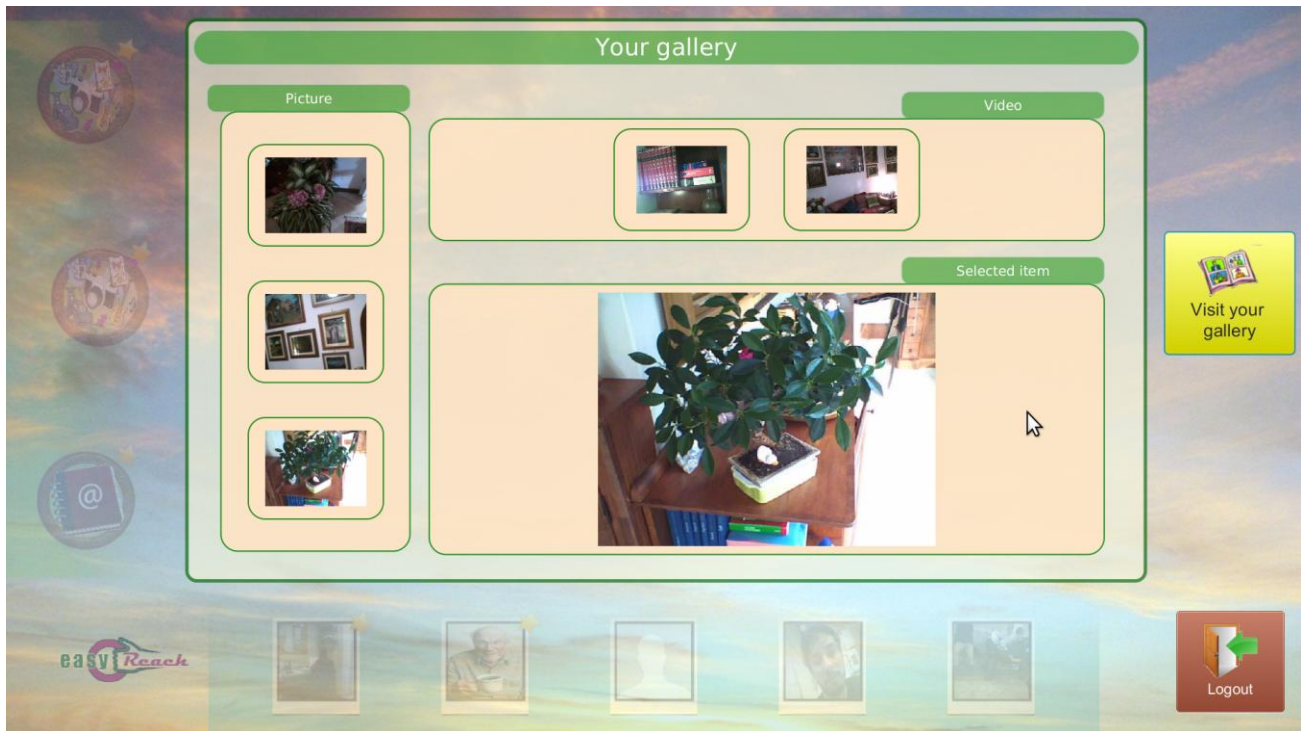 Your gallery
Picture
Video
Selected item
Visit your
gallery
@
easy Reach
Logout